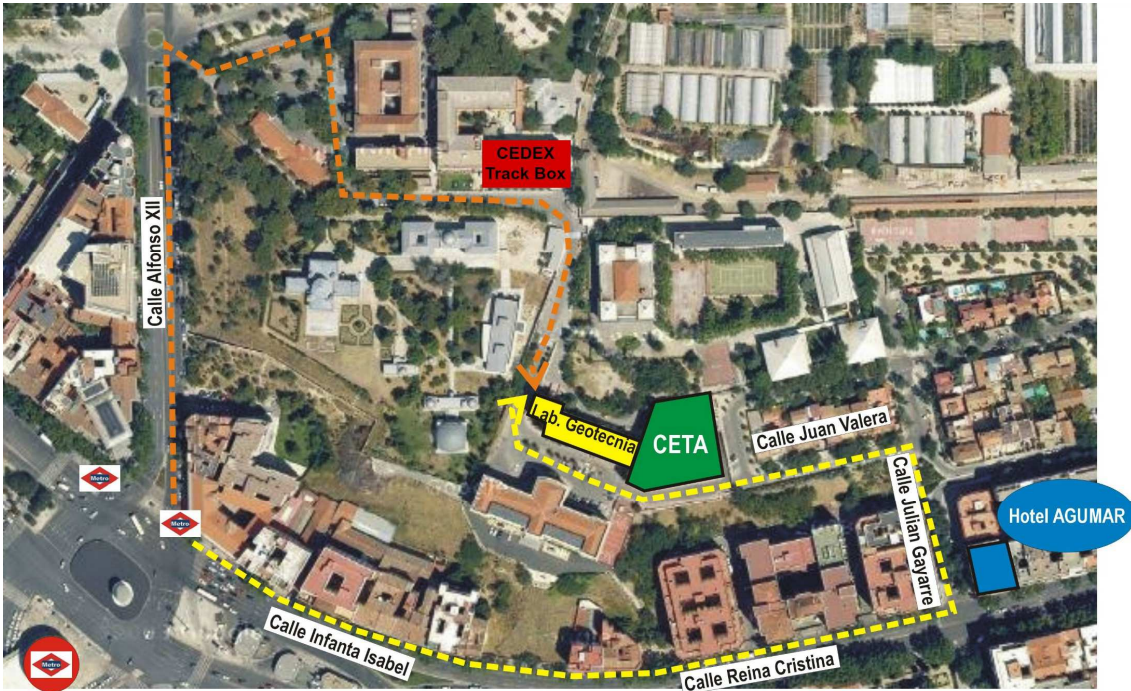 CEDEX
Track Box
Calle Alfonso XII
Lab. Geotecnia
CETA
Calle Juan Valera
Calle Julian Gayarre
Hotel AGUMAR
Metro
Metro
Metro
Calle Infanta Isabel
Calle Reina Cristina